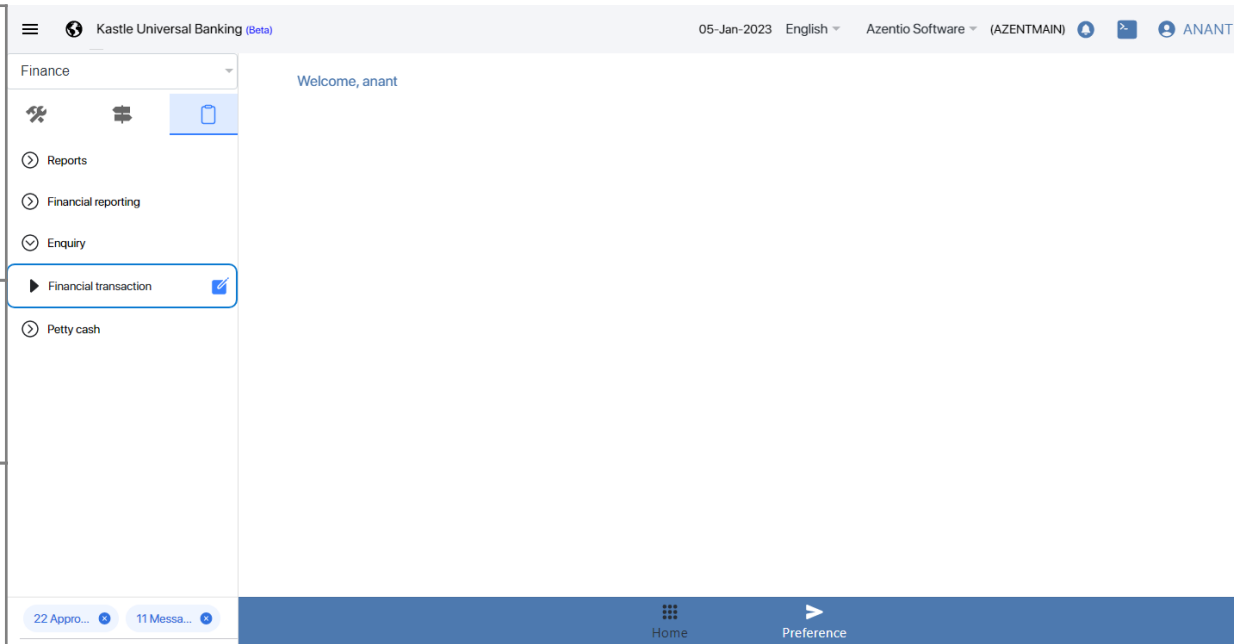 Kastle Universal Banking (Beta) 05-Jan-2023 English Azentio Software (AZENTMAIN) ANANT
Finance
Welcome, anant
Reports
Financial reporting
Enquiry
Financial transaction
Petty cash
22 Appro... 11 Messa...
Home Preference